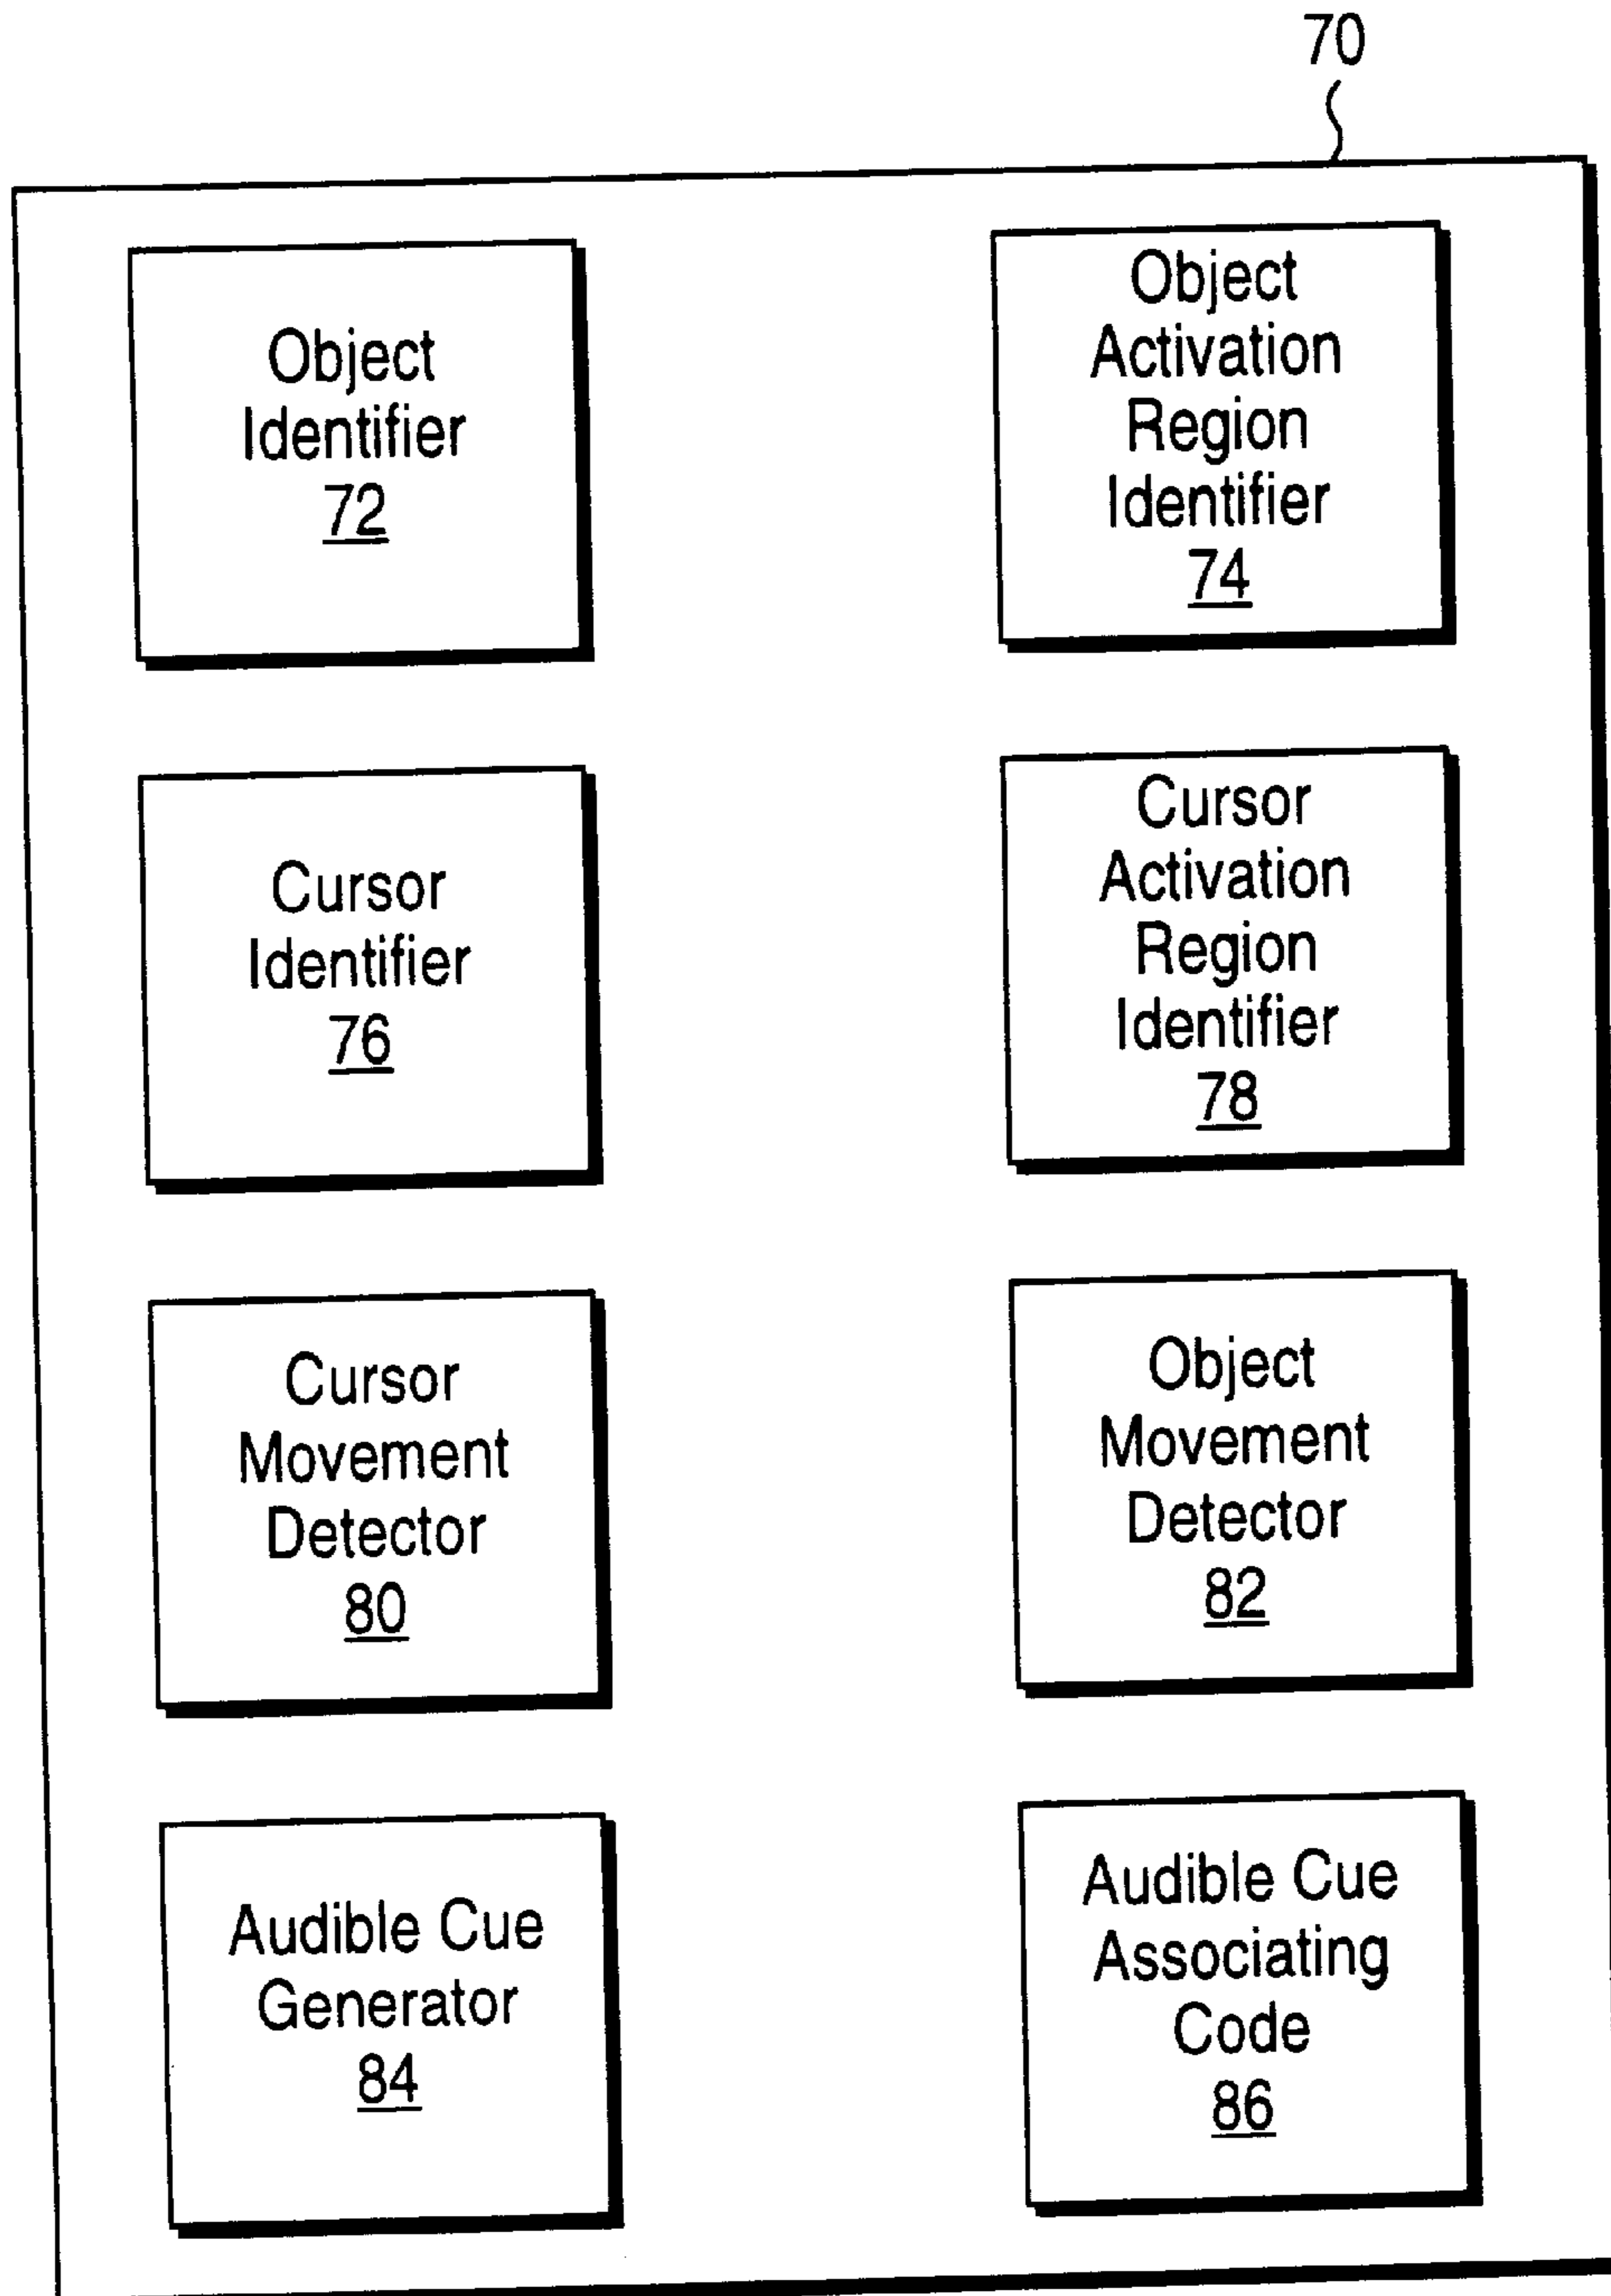 70
Object
Identifier
72
Object
Activation
Region
Identifier
74
Cursor
Identifier
76
Cursor
Activation
Region
Identifier
78
Cursor
Movement
Detector
80
Object
Movement
Detector
82
Audible Cue
Generator
84
Audible Cue
Associating
Code
86